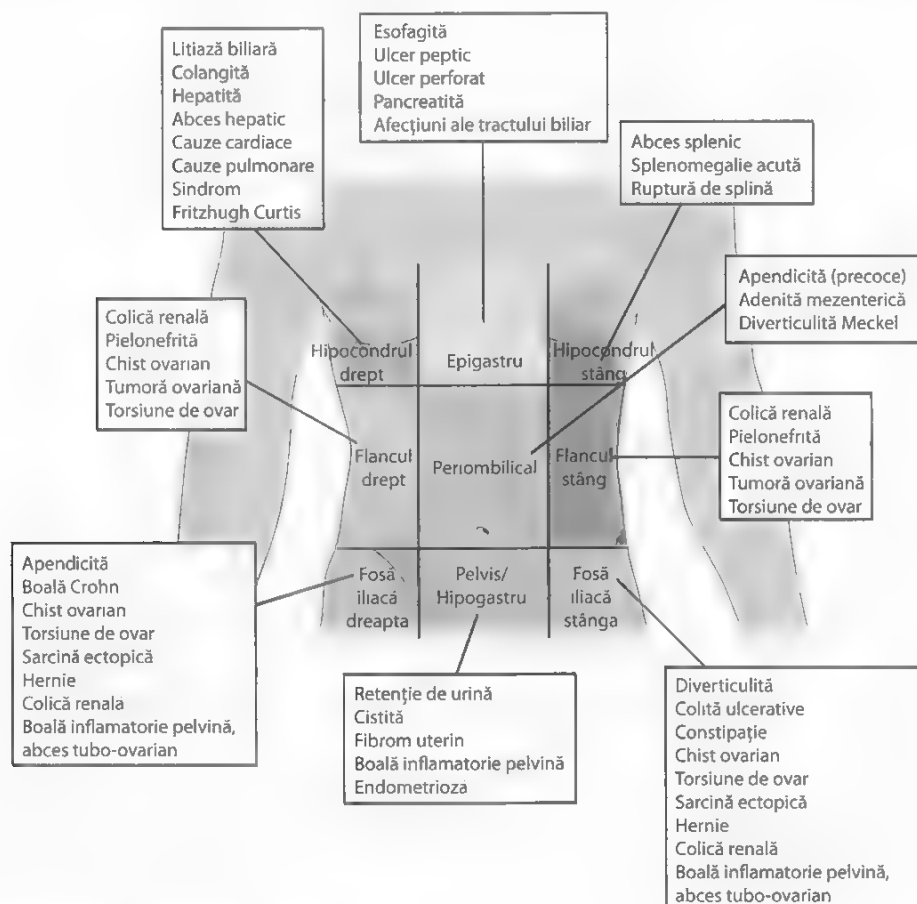 Litiază biliară
Colangită
Hepatită
Abces hepatic
Cauze cardiace
Cauze pulmonare
Sindrom
Fritzhugh Curtis
Esofagită
Ulcer peptic
Ulcer perforat
Pancreatită
Afecțiuni ale tractului biliar
Abces splenic
Splenomegalie acută
Ruptură de splină
Apendicită (precoce)
Adenită mezenterică
Diverticulită Meckel
Colică renală
Pielonefrită
Chist ovarian
Tumoră ovariană
Torsiune de ovar
Hipocondrul
drept
Epigastru
Hipocondrul
stâng
Flancul
drept
Periombilical
Flancul
stâng
Colică renală
Pielonefrită
Chist ovarian
Tumoră ovariană
Torsiune de ovar
Apendicită
Boală Crohn
Chist ovarian
Torsiune de ovar
Sarcină ectopică
Hernie
Colică renală
Boală inflamatorie pelvină,
abces tubo-ovarian
Fosă
iliacă
dreapta
Pelvis/
Hipogastru
Fosă
iliacă
stânga
Retenție de urină
Cistită
Fibrom uterin
Boală inflamatorie pelvină
Endometrioza
Diverticulită
Colită ulcerative
Constipație
Chist ovarian
Torsiune de ovar
Sarcină ectopică
Hernie
Colică renală
Boală inflamatorie pelvină,
abces tubo-ovarian